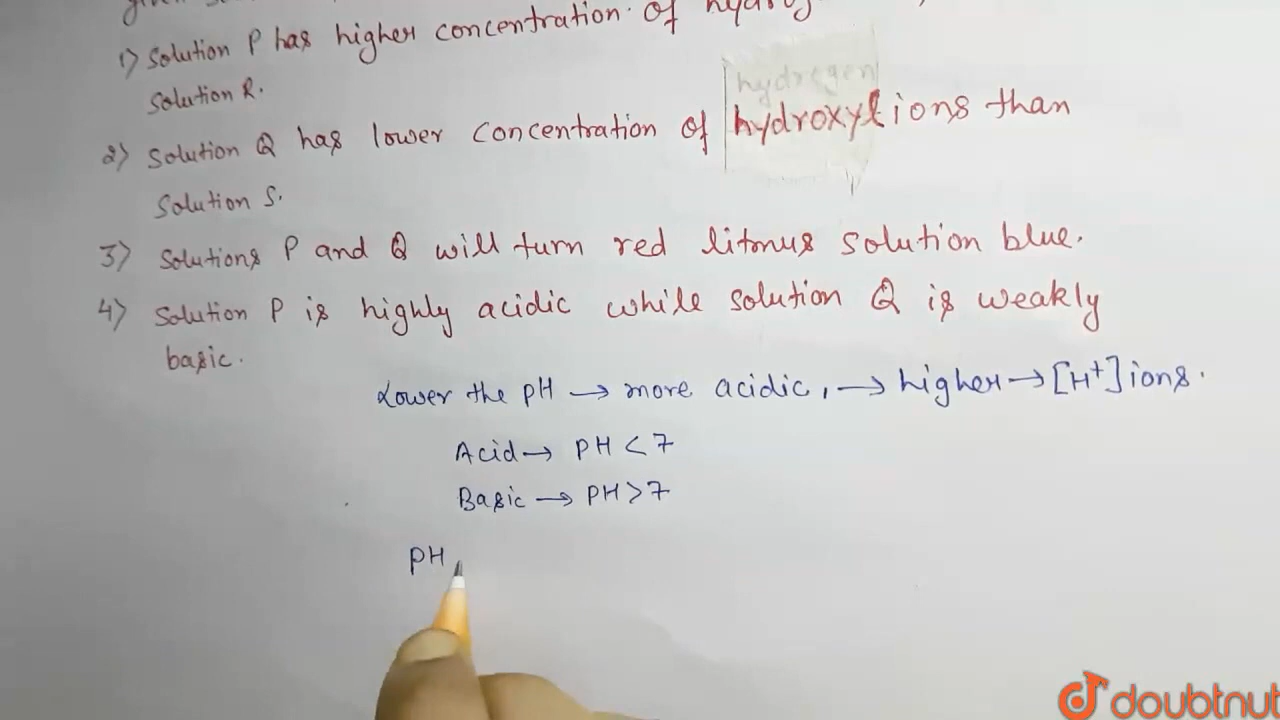 1) Solution P has higher concentration of
Solution R.
hydrogen
2) Solution Q has lower concentration of hydroxyl ions than
Solution S.
3) Solutions P and Q will turn red litmus solution blue.
4) Solution P is highly acidic while solution Q is weakly
basic.
Lower the pH → more acidic, → higher → [H⁺] ions.
Acid → PH < 7
Basic → PH > 7
PH
doubtnut